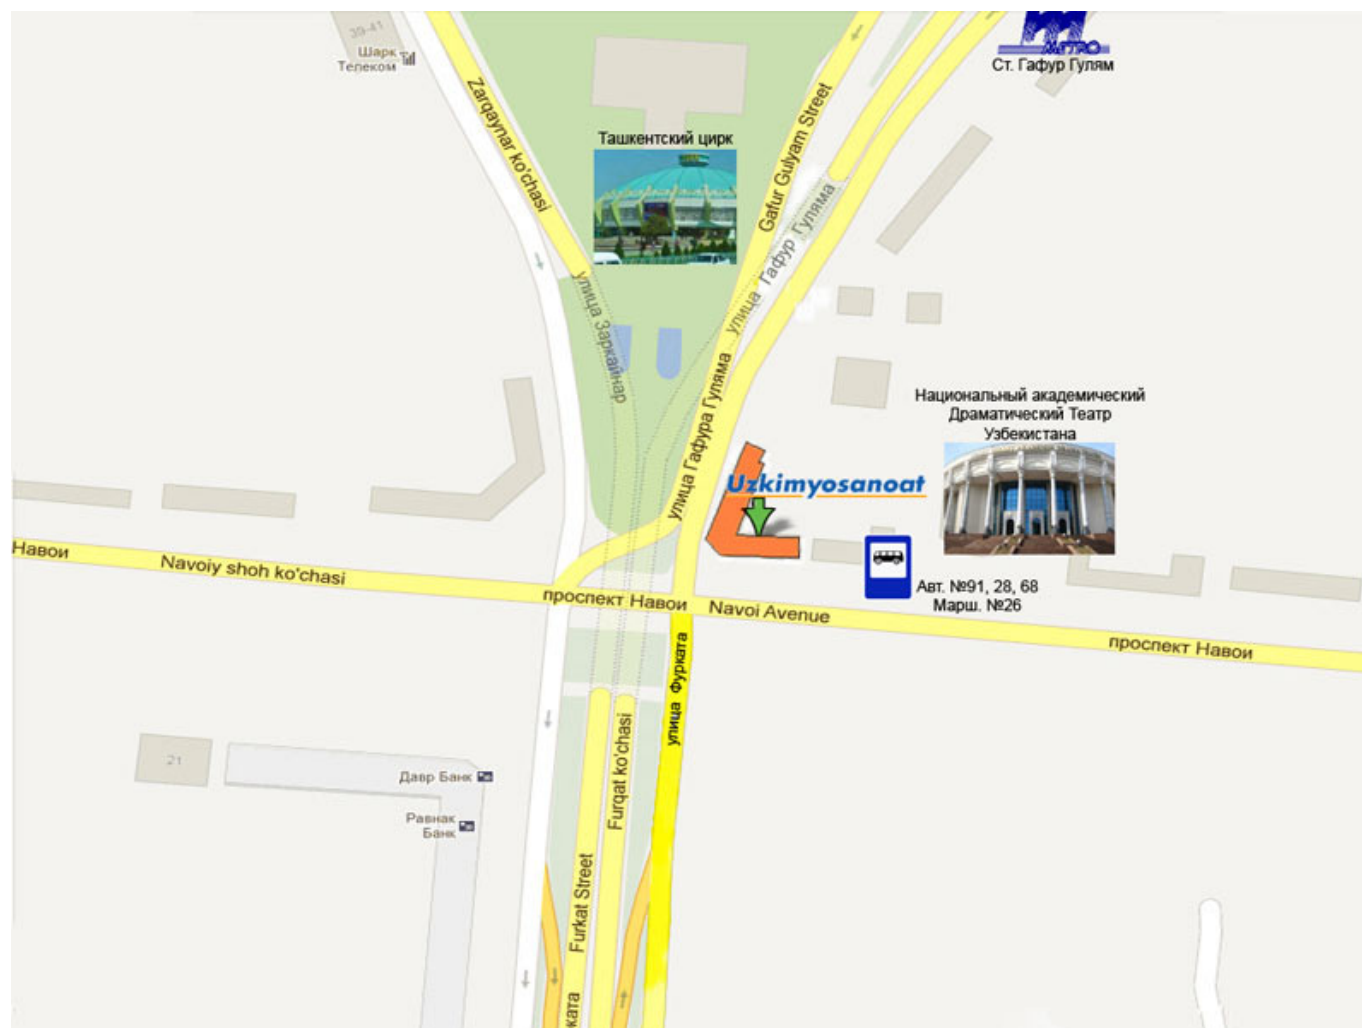 39-41
Шарк
Телеком
METRO
Ст. Гафур Гулям
Zarqaynar ko'chasi
Ташкентский цирк
Gafur Gulyam Street
улица Гафур Гуляма
улица Заркайнар
улица Гафура Гуляма
Национальный академический
Драматический Театр
Узбекистана
Uzkimyosanoat
Навои
Navoiy shoh ko'chasi
проспект Навои
Navoi Avenue
Авт. №91, 28, 68
Марш. №26
проспект Навои
улица Фурката
21
Давр Банк
Равнак
Банк
Furqat ko'chasi
Furkat Street
ката